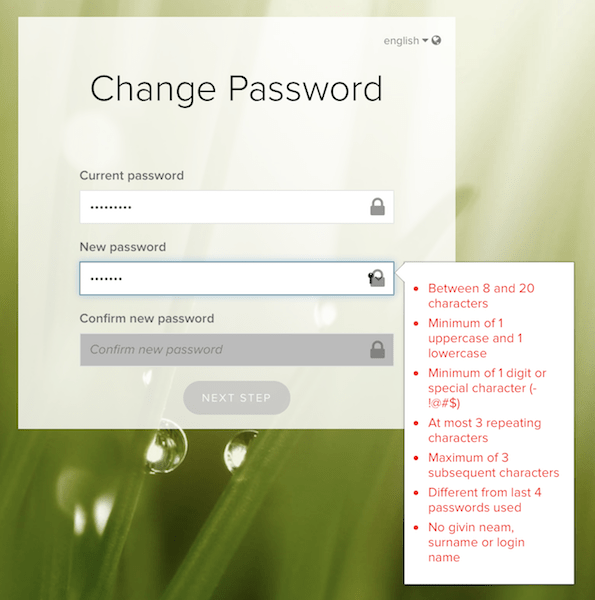 english
Change Password
Current password
•••••••••
New password
•••••••
Confirm new password
Confirm new password
NEXT STEP
Between 8 and 20
characters
Minimum of 1
uppercase and 1
lowercase
Minimum of 1 digit or
special character (-
!@#$)
At most 3 repeating
characters
Maximum of 3
subsequent characters
Different from last 4
passwords used
No givin neam,
surname or login
name